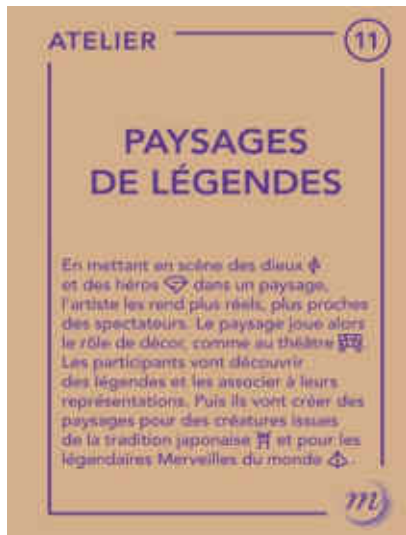 ATELIER
11
PAYSAGES
DE LÉGENDES
En mettant en scène des dieux
et des héros dans un paysage,
l'artiste les rend plus réels, plus proches
des spectateurs. Le paysage joue alors
le rôle de décor, comme au théâtre .
Les participants vont découvrir
des légendes et les associer à leurs
représentations. Puis ils vont créer des
paysages pour des créatures issues
de la tradition japonaise et pour les
légendaires Merveilles du monde .
m